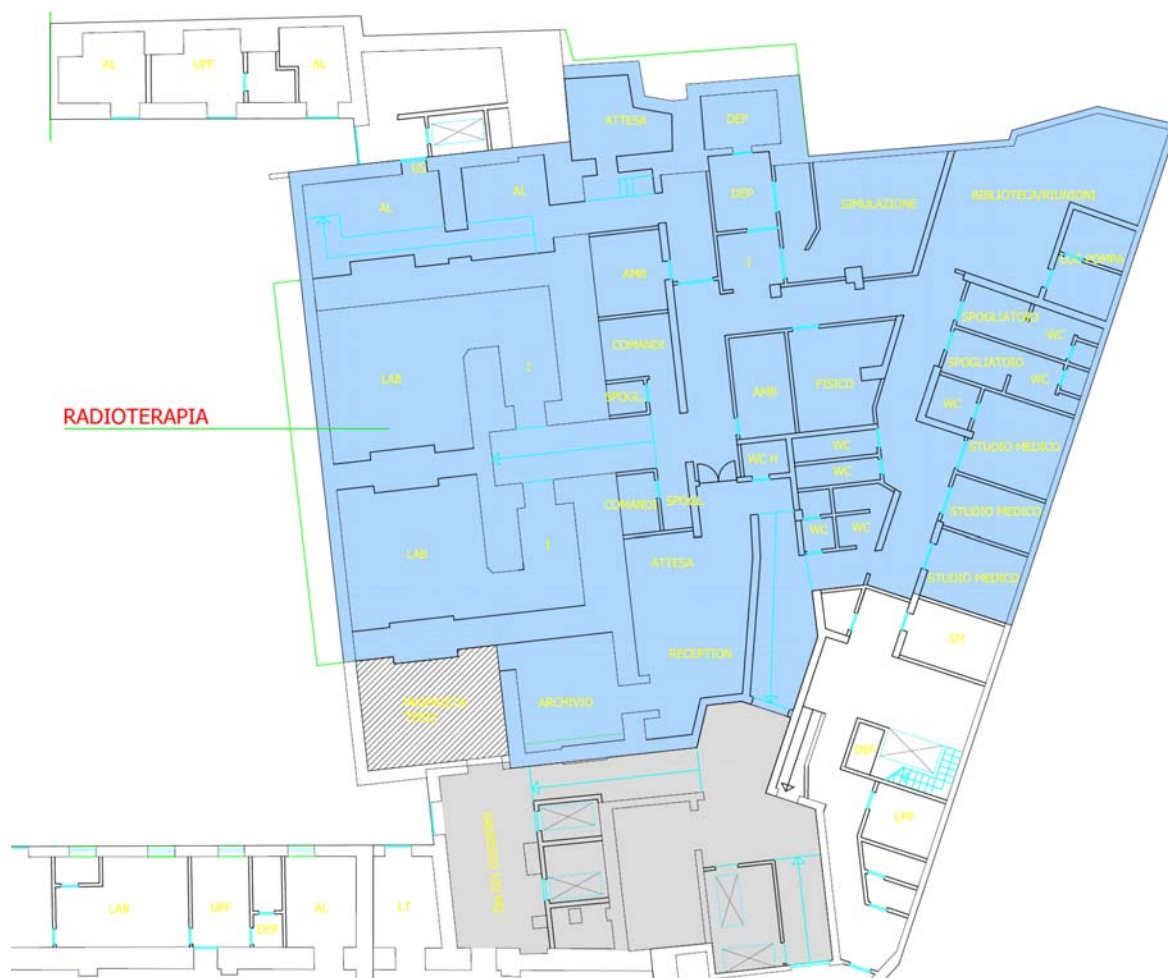 AL
UFF
AL
ATTESA
DEP
US
AL
AL
DEP
SIMULAZIONE
BIBLIOTECA/RIUNIONI
AMB
I
LOC.POMPA
SPOGLIATOIO
WC
COMANDI
LAB
I
AMB
FISICO
SPOGLIATOIO
WC
SPOGL.
WC
RADIOTERAPIA
WC
WC H
WC
STUDIO MEDICO
COMANDI
SPOGL.
STUDIO MEDICO
WC
WC
LAB
I
ATTESA
STUDIO MEDICO
RECEPTION
SM
ARCHIVIO
DEP
UFF
LAB
UFF
DEP
AL
LT